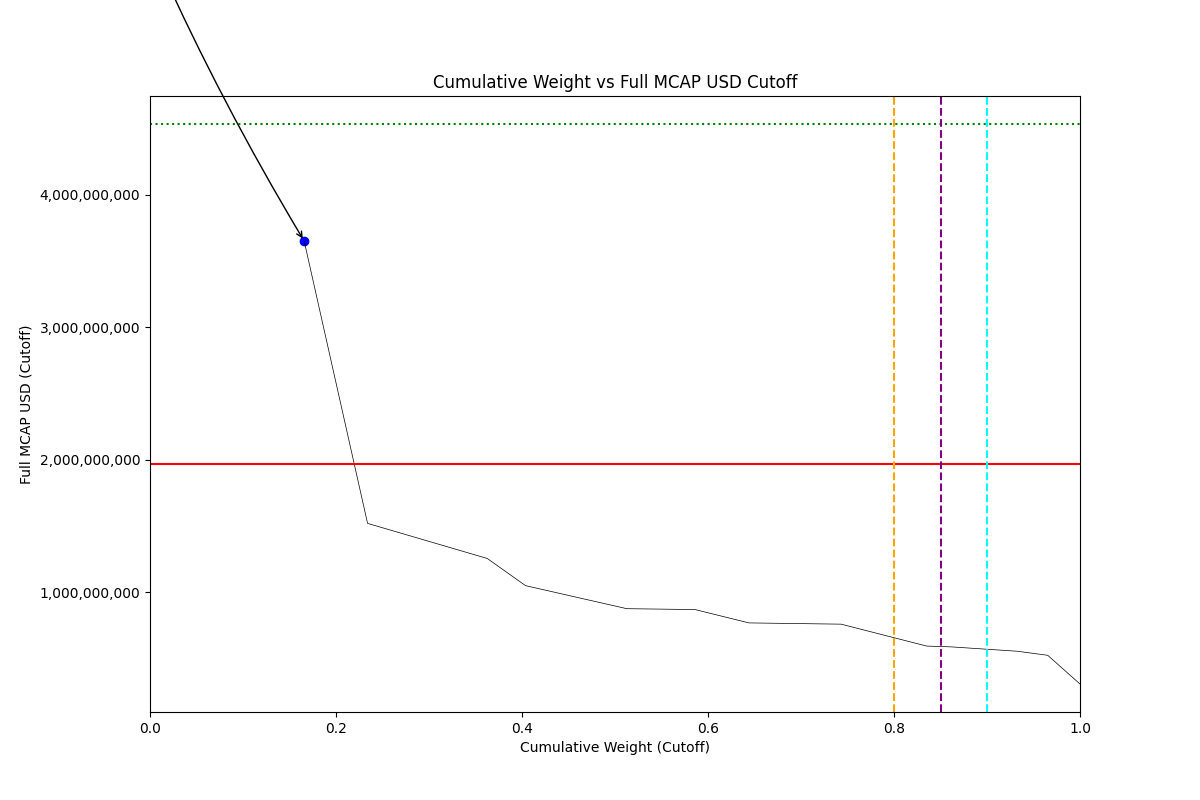 Cumulative Weight vs Full MCAP USD Cutoff
Full MCAP USD (Cutoff)
4,000,000,000
3,000,000,000
2,000,000,000
1,000,000,000
0.0 0.2 0.4 0.6 0.8 1.0
Cumulative Weight (Cutoff)